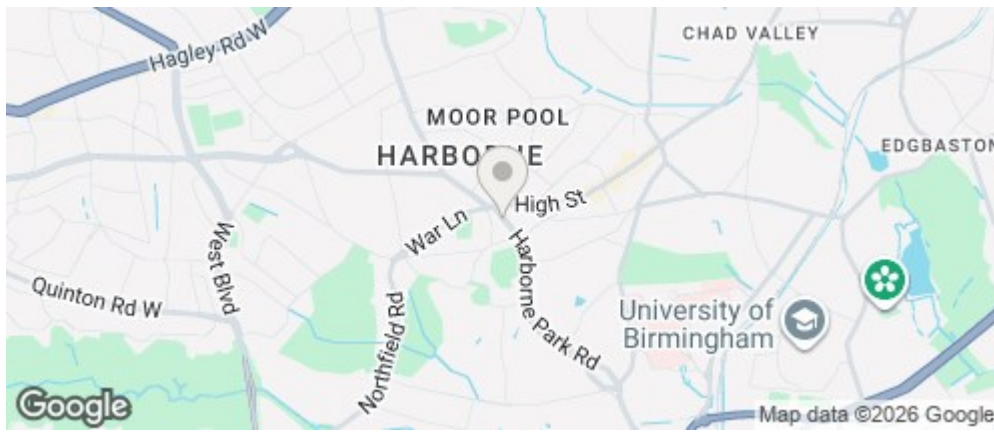 CHAD VALLEY
Hagley Rd W
MOOR POOL
HARBORNE
EDGBASTON
High St
War Ln
West Blvd
Harborne Park Rd
Quinton Rd W
Northfield Rd
University of
Birmingham
Google
Map data ©2026 Google